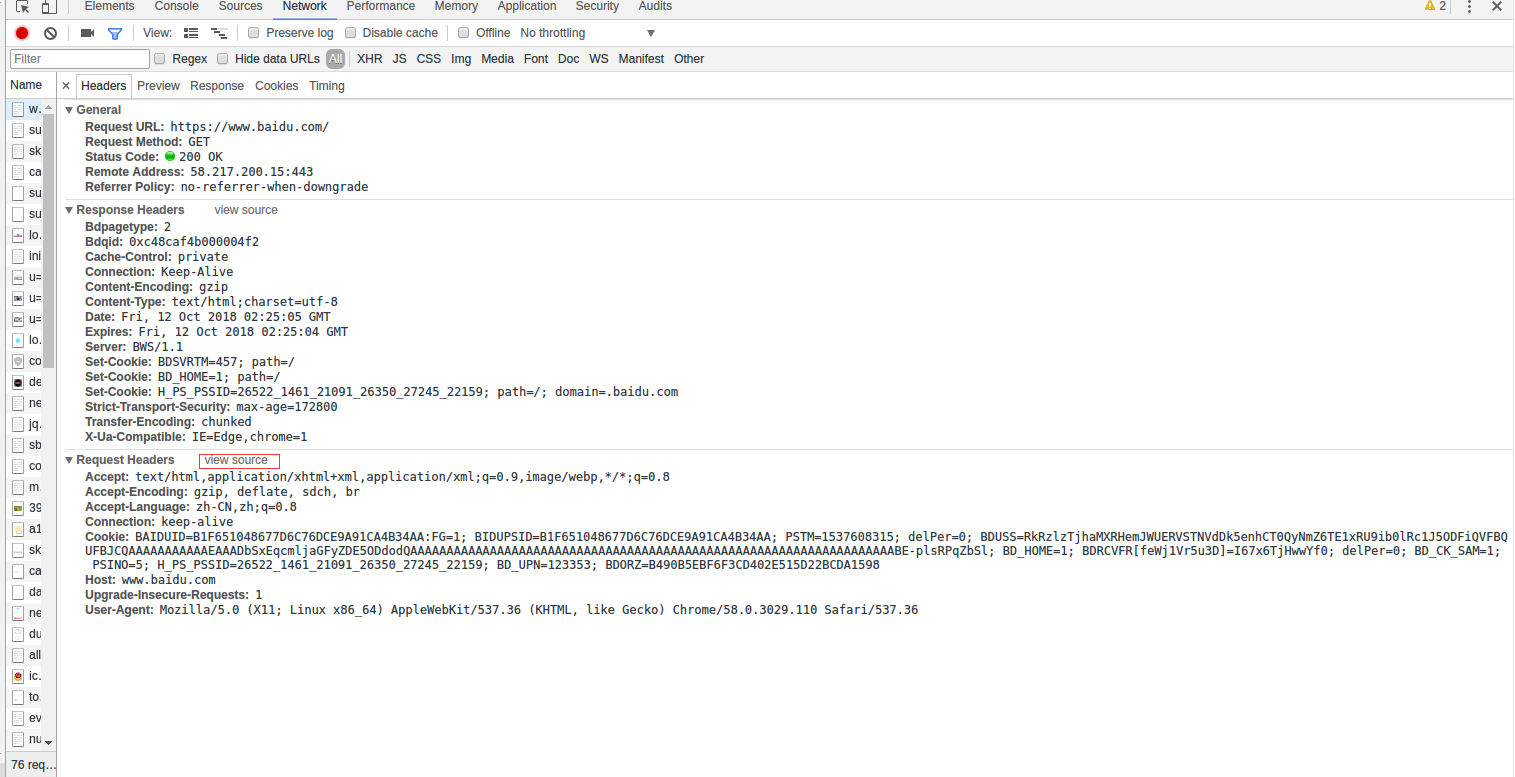 Elements Console Sources Network Performance Memory Application Security Audits 2
View: Preserve log Disable cache Offline No throttling
Filter Regex Hide data URLs All XHR JS CSS Img Media Font Doc WS Manifest Other
Name Headers Preview Response Cookies Timing
w.
su
sk
ca
su
su
lo.
ini
u=
u=
u=
lo.
co
de
ne
jq.
sb
co
m.
39
a1
sk
ca
da
ne
du
all
ic.
to.
ev
nu
76 req...
General
Request URL: https://www.baidu.com/
Request Method: GET
Status Code: 200 OK
Remote Address: 58.217.200.15:443
Referrer Policy: no-referrer-when-downgrade
Response Headers view source
Bdpagetype: 2
Bdqid: 0xc48caf4b000004f2
Cache-Control: private
Connection: Keep-Alive
Content-Encoding: gzip
Content-Type: text/html;charset=utf-8
Date: Fri, 12 Oct 2018 02:25:05 GMT
Expires: Fri, 12 Oct 2018 02:25:04 GMT
Server: BWS/1.1
Set-Cookie: BDSVRTM=457; path=/
Set-Cookie: BD_HOME=1; path=/
Set-Cookie: H_PS_PSSID=26522_1461_21091_26350_27245_22159; path=/; domain=.baidu.com
Strict-Transport-Security: max-age=172800
Transfer-Encoding: chunked
X-Ua-Compatible: IE=Edge,chrome=1
Request Headers view source
Accept: text/html,application/xhtml+xml,application/xml;q=0.9,image/webp,*/*;q=0.8
Accept-Encoding: gzip, deflate, sdch, br
Accept-Language: zh-CN,zh;q=0.8
Connection: keep-alive
Cookie: BAIDUID=B1F651048677D6C76DCE9A91CA4B34AA:FG=1; BIDUPSID=B1F651048677D6C76DCE9A91CA4B34AA; PSTM=1537608315; delPer=0;
BD_HOME=1; BDRCVFR[feWj1Vr5u3D]=I67x6TjHwwYf0; delPer=0; BD_CK_SAM=1;
PSINO=5; H_PS_PSSID=26522_1461_21091_26350_27245_22159; BD_UPN=123353; BDORZ=B490B5EBF6F3CD402E515D22BCDA1598
Host: www.baidu.com
Upgrade-Insecure-Requests: 1
User-Agent: Mozilla/5.0 (X11; Linux x86_64) AppleWebKit/537.36 (KHTML, like Gecko) Chrome/58.0.3029.110 Safari/537.36